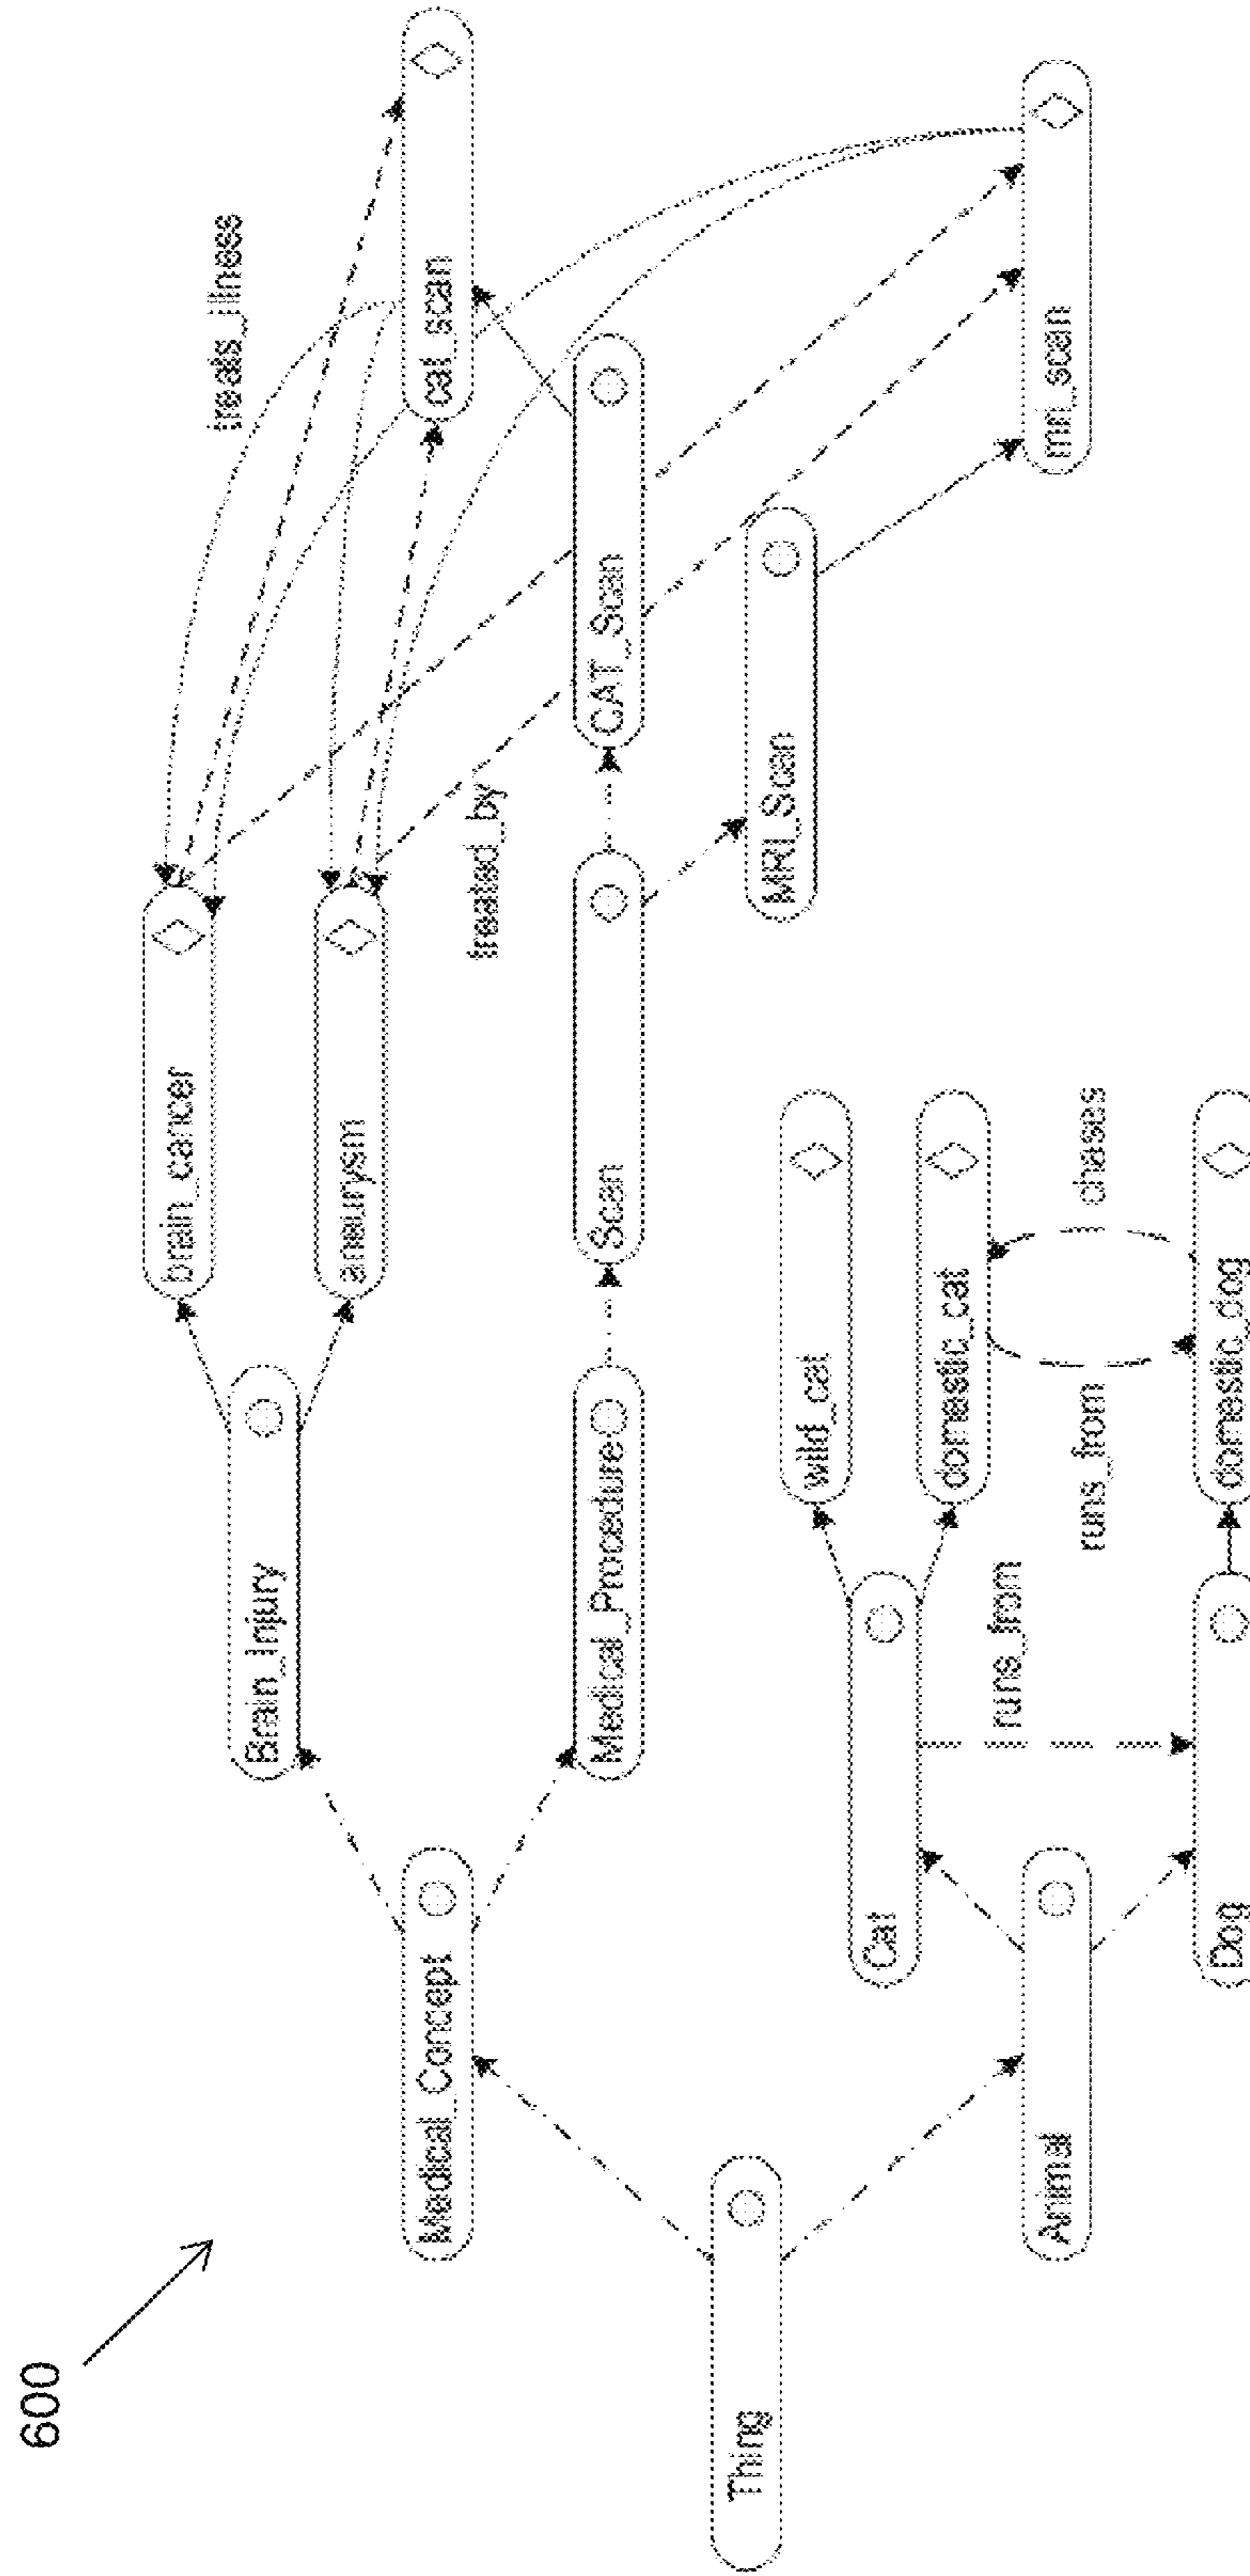 600
Thing
Medical_Concept
Animal
Brain_Injury
Medical_Procedure
Cat
Dog
runs_from
brain_cancer
aneurysm
Scan
wild_cat
domestic_cat
domestic_dog
runs_from
chases
treated_by
treats_illness
CAT_Scan
MRI_Scan
cat_scan
mri_scan